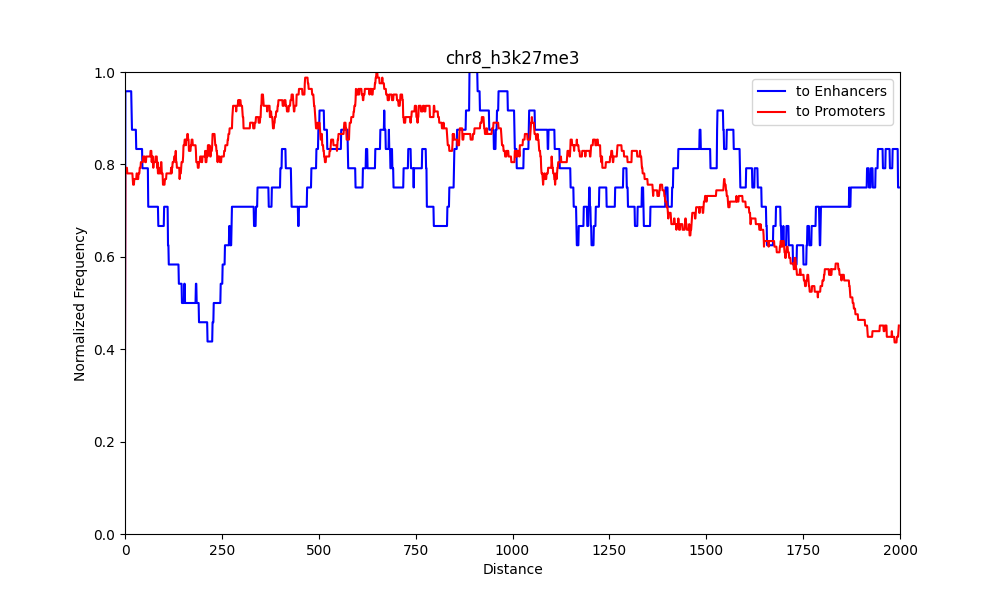 chr8_h3k27me3
to Enhancers
to Promoters
1.0
0.8
0.6
0.4
0.2
0.0
Normalized Frequency
0 250 500 750 1000 1250 1500 1750 2000
Distance